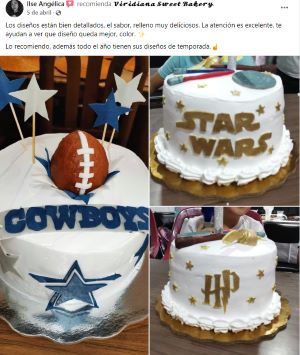 Ilse Angélica recomienda Viridiana Sweet Bakery.
5 de abril
Los diseños están bien detallados, el sabor, relleno muy deliciosos. La atención es excelente, te
ayudan a ver que diseño queda mejor, color.
Lo recomiendo, además todo el año tienen sus diseños de temporada.
COWBOYS
STAR
WARS
HP